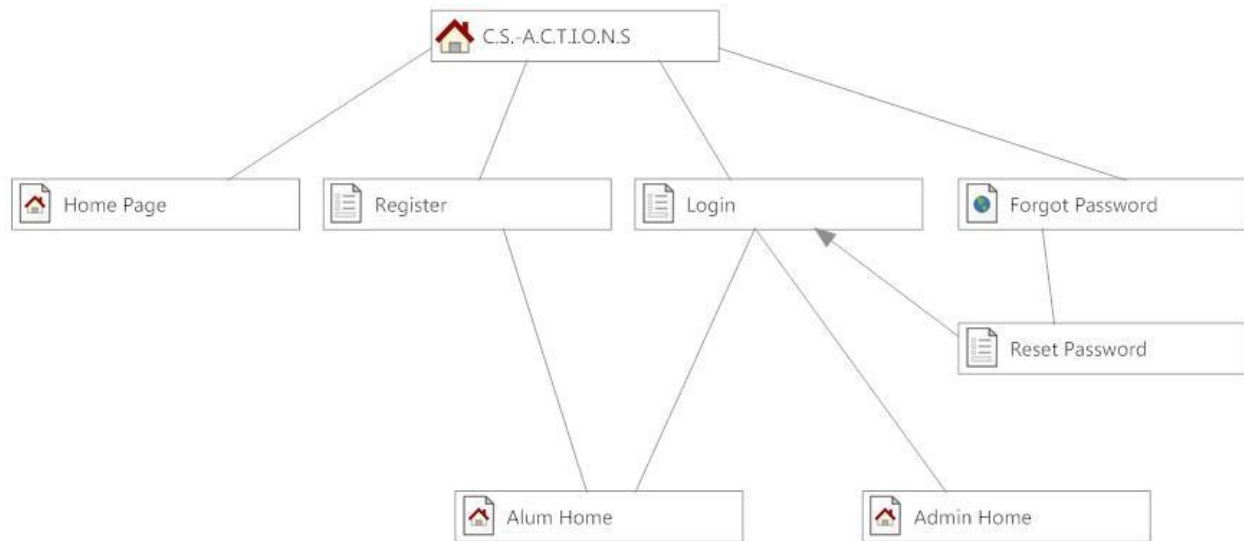 C.S.-A.C.T.I.O.N.S
Home Page
Register
Login
Forgot Password
Reset Password
Alum Home
Admin Home